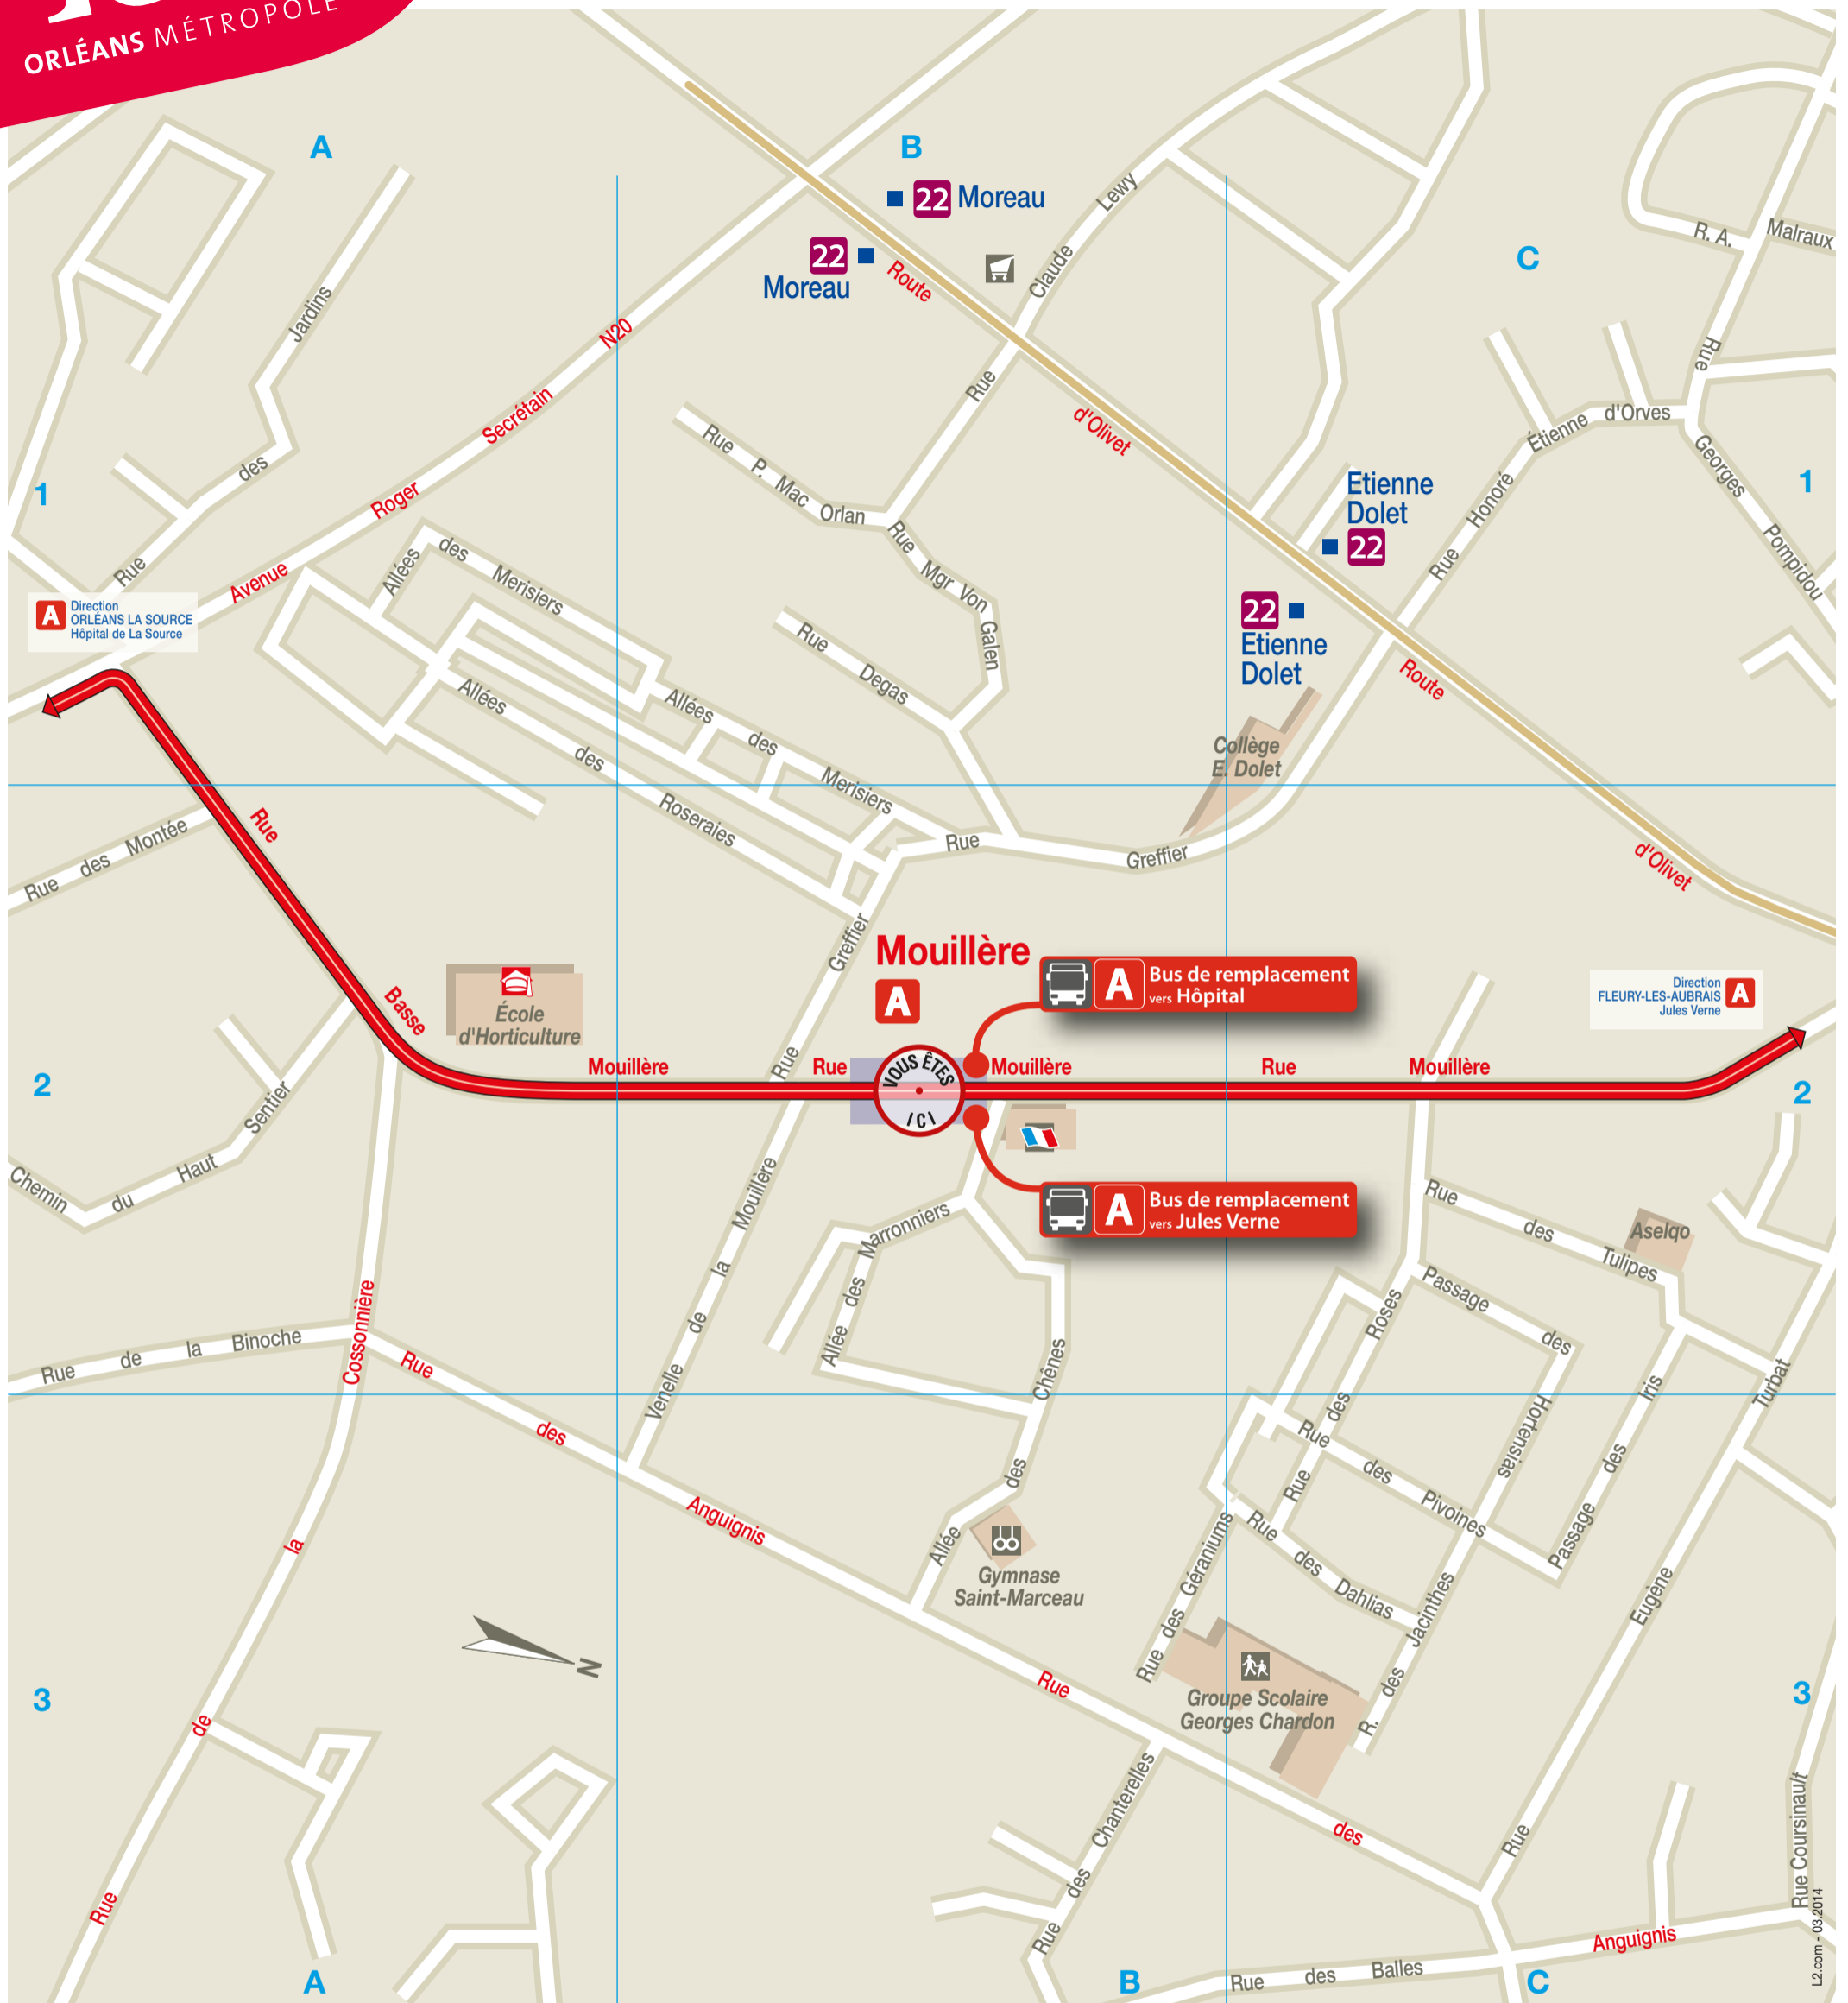 ORLÉANS MÉTROPOLE
A
B
C
1
1
22 Moreau
22
Moreau
Rue Claude Lewy
R. A. Malraux
Rue des Jardins
Avenue Roger Secrétain N20
Route d'Olivet
Rue P. Mac Orlan
Rue Mgr Von Galen
Rue Degas
Etienne
Dolet
22
22
Etienne
Dolet
Rue Honoré Étienne d'Orves
Rue Georges Pompidou
Route d'Olivet
Collège
E. Dolet
Allées des Merisiers
Allées des Merisiers
Allées des Roseraies
A Direction
ORLÉANS LA SOURCE
Hôpital de La Source
Rue Basse Mouillère
Rue des Montée
Rue Greffier
Rue Greffier
École
d'Horticulture
Mouillère
A
A Bus de remplacement
vers Hôpital
Direction
FLEURY-LES-AUBRAIS
Jules Verne
A
2
2
Rue Mouillère
Rue Mouillère
VOUS ÊTES
ICI
A Bus de remplacement
vers Jules Verne
Chemin du Haut Sentier
Venelle de la Mouillère
Allée des Marronniers
Allée des Chênes
Rue des Tulipes
Aselqo
Passage des Hortensias
Rue des Roses
Passage des Iris
Rue Eugène Turbat
Rue de la Binoche
Rue de la Cossonnière
Rue des Anguignis
Rue des Pivoines
Rue des Dahlias
Rue des Géraniums
R. des Jacinthes
Gymnase
Saint-Marceau
N
3
3
Groupe Scolaire
Georges Chardon
Rue des Anguignis
Rue des Chanterelles
Rue Coursinault
Rue des Balles
A
B
C
L2.com - 03.2014